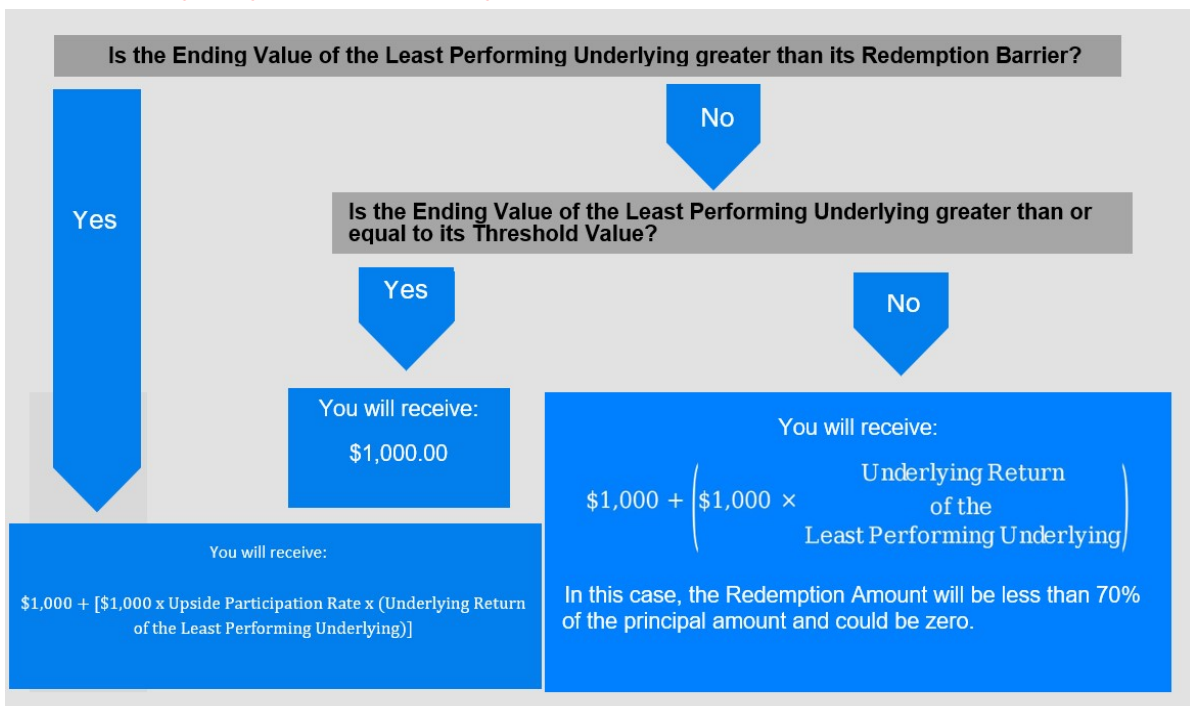 Is the Ending Value of the Least Performing Underlying greater than its Redemption Barrier?
No
Yes
Is the Ending Value of the Least Performing Underlying greater than or
equal to its Threshold Value?
Yes
No
You will receive:
$1,000.00
You will receive:
$1,000 + ($1,000 × Underlying Return
of the
Least Performing Underlying)
In this case, the Redemption Amount will be less than 70%
of the principal amount and could be zero.
You will receive:
$1,000 + [$1,000 x Upside Participation Rate x (Underlying Return
of the Least Performing Underlying)]